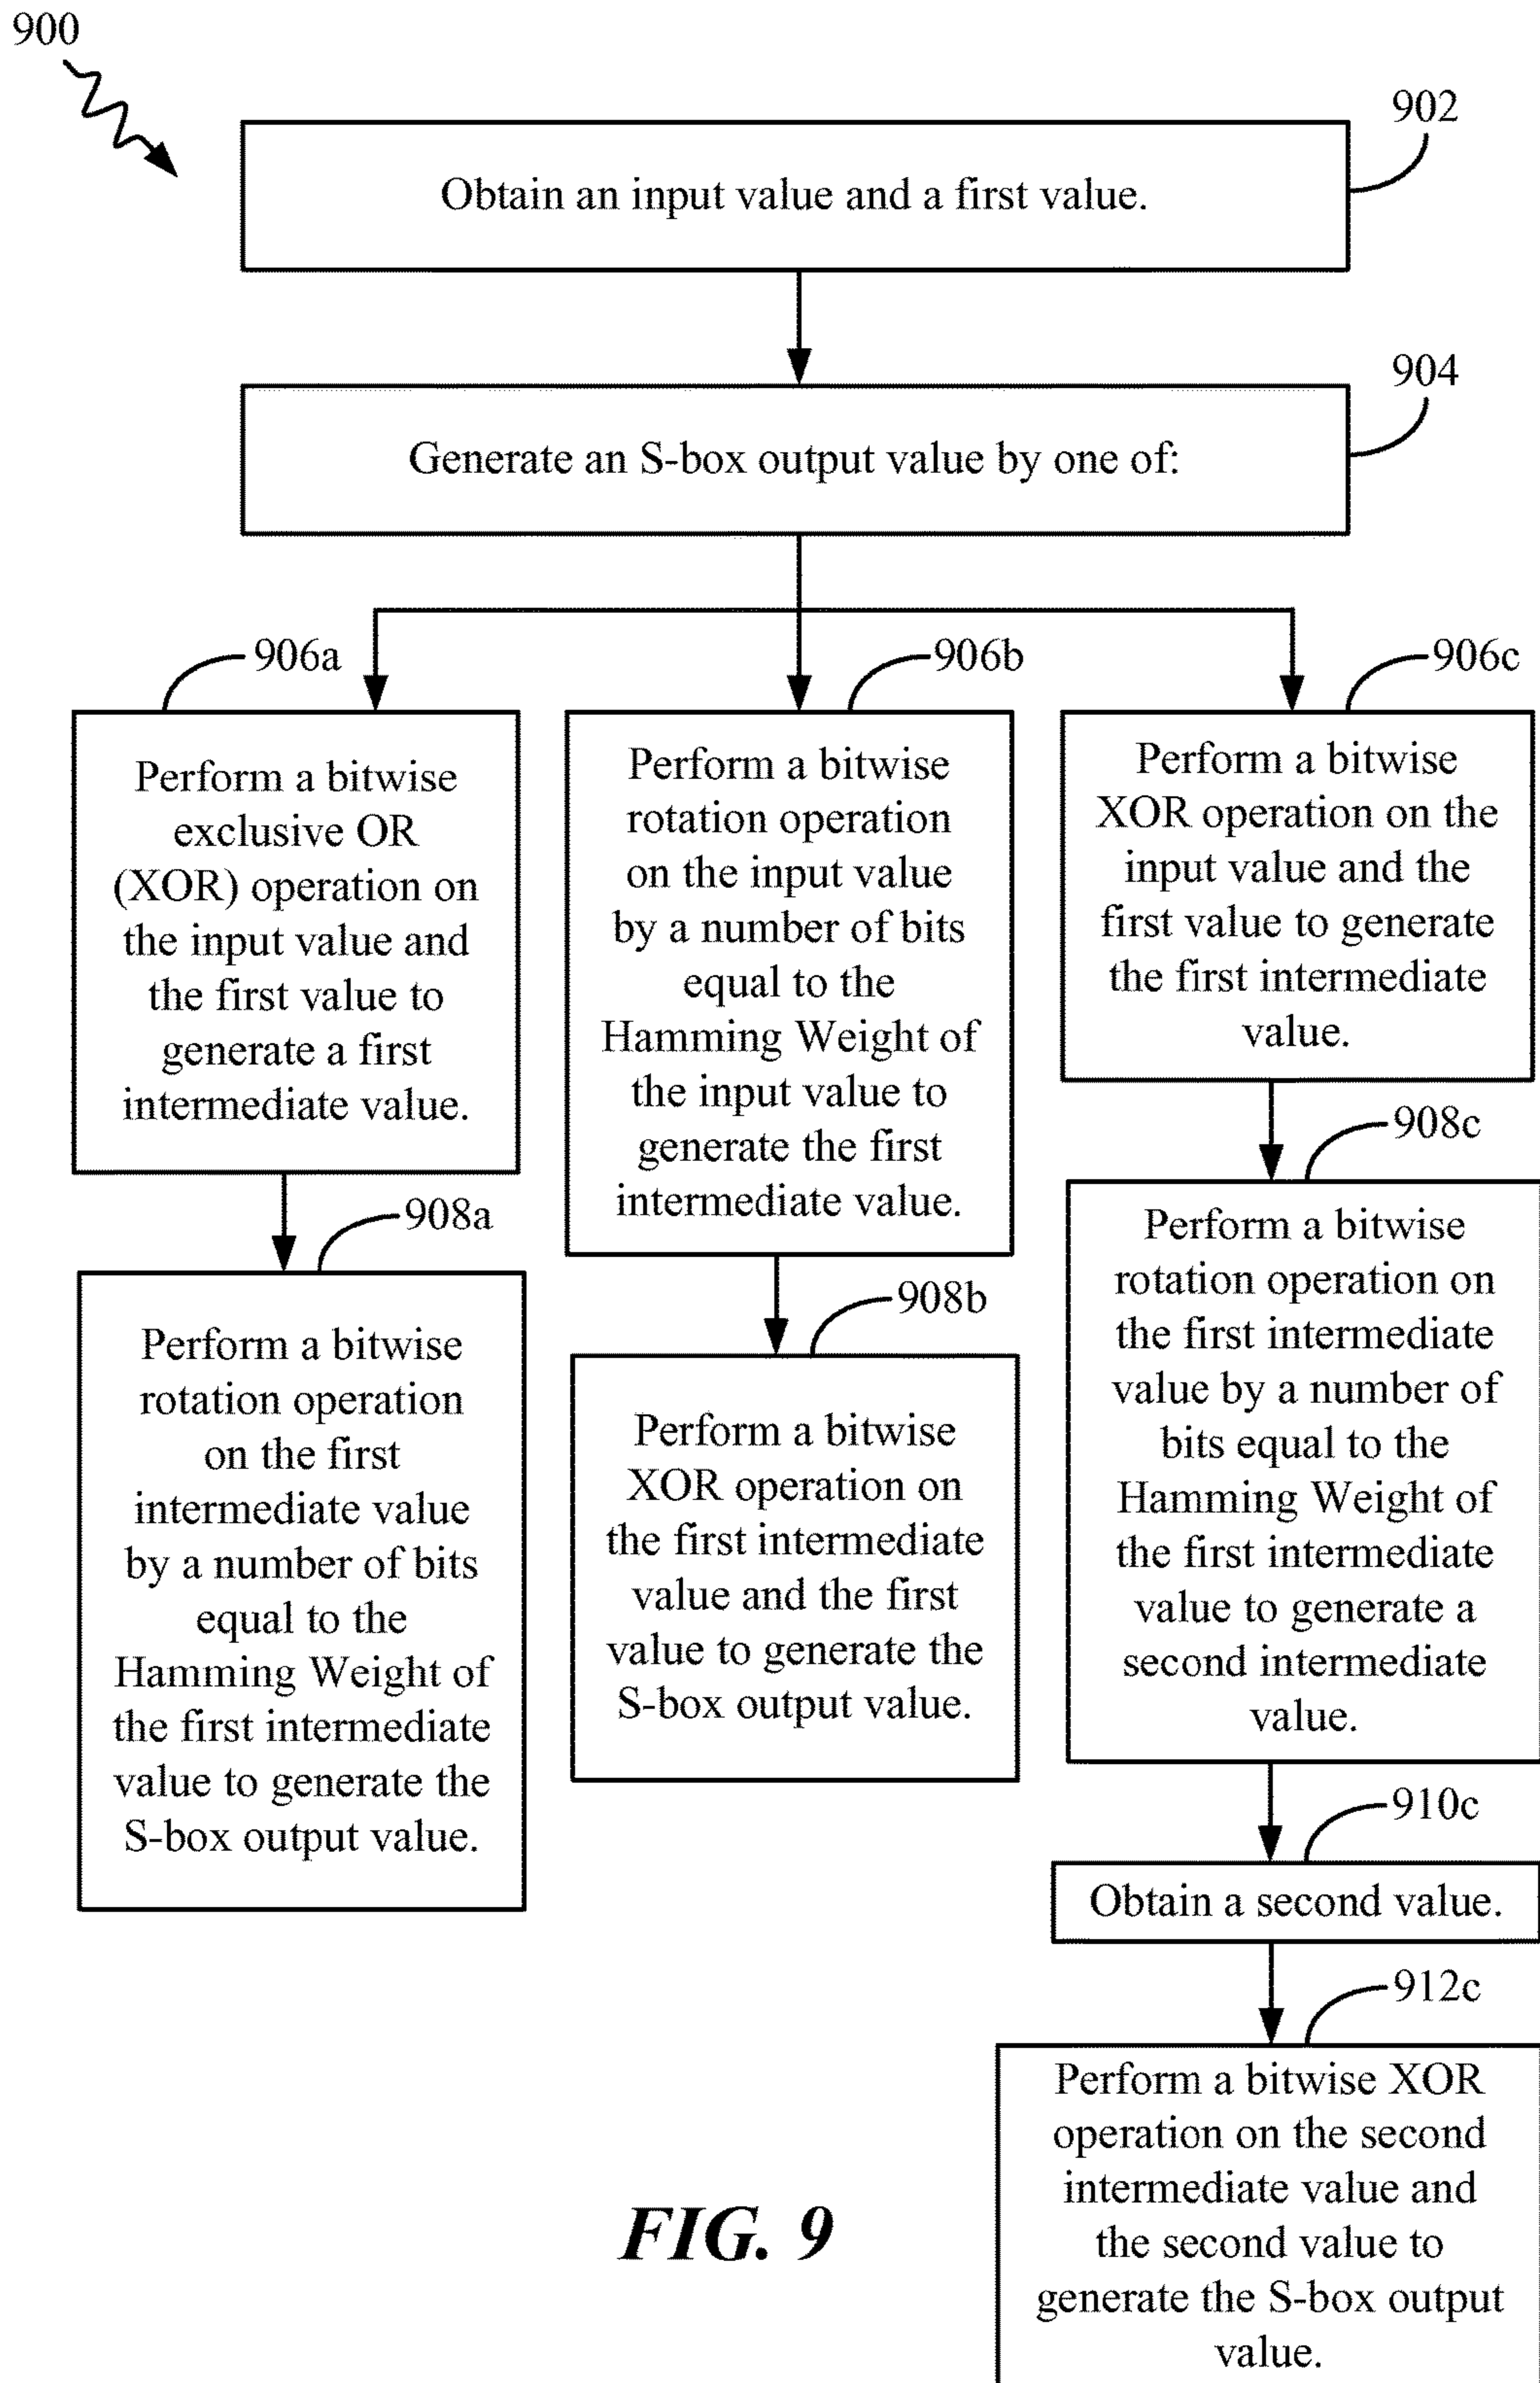 900
902
Obtain an input value and a first value.
904
Generate an S-box output value by one of:
906a
Perform a bitwise
exclusive OR
(XOR) operation on
the input value and
the first value to
generate a first
intermediate value.
908a
Perform a bitwise
rotation operation
on the first
intermediate value
by a number of bits
equal to the
Hamming Weight of
the first intermediate
value to generate the
S-box output value.
906b
Perform a bitwise
rotation operation
on the input value
by a number of bits
equal to the
Hamming Weight of
the input value to
generate the first
intermediate value.
908b
Perform a bitwise
XOR operation on
the first intermediate
value and the first
value to generate the
S-box output value.
906c
Perform a bitwise
XOR operation on the
input value and the
first value to generate
the first intermediate
value.
908c
Perform a bitwise
rotation operation on
the first intermediate
value by a number of
bits equal to the
Hamming Weight of
the first intermediate
value to generate a
second intermediate
value.
910c
Obtain a second value.
912c
Perform a bitwise XOR
operation on the second
intermediate value and
the second value to
generate the S-box output
value.
FIG. 9